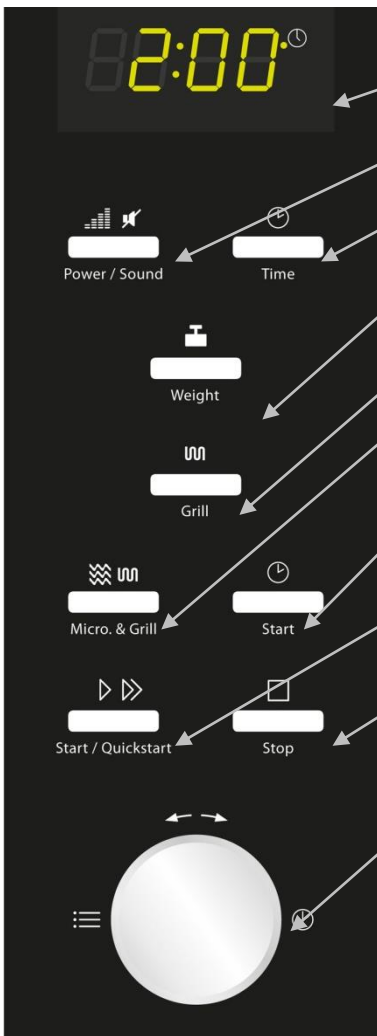 2:00
Power / Sound
Time
Weight
Grill
Micro. & Grill
Start
Start / Quickstart
Stop